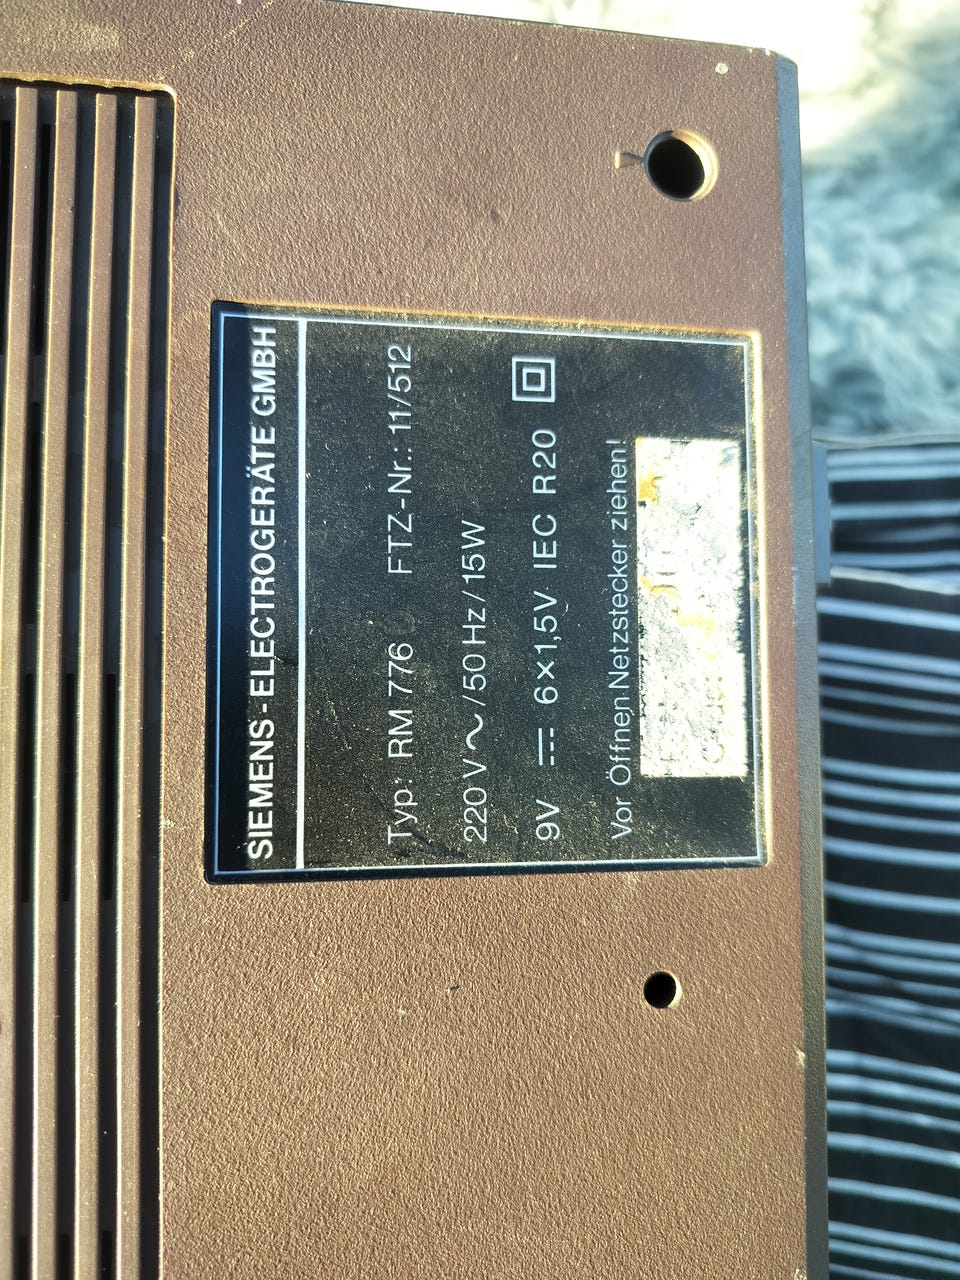 SIEMENS-ELECTROGERÄTE GMBH
Typ: RM 776 FTZ-Nr.: 11/512
220 V ~ / 50 Hz / 15W
9V ⎓ 6×1,5V IEC R20
Vor Öffnen Netzstecker ziehen!